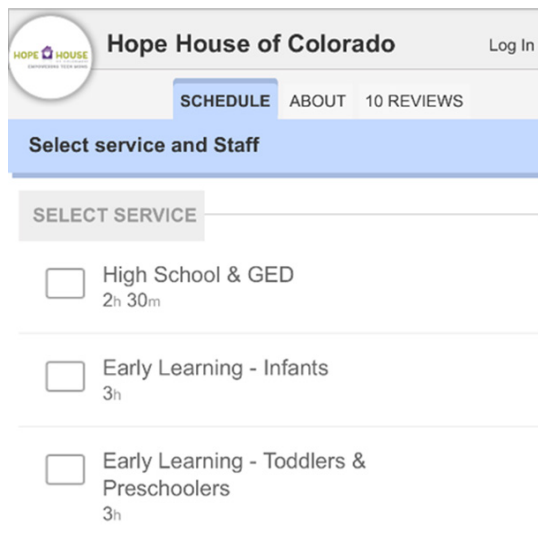 HOPE HOUSE
Hope House of Colorado
Log In
SCHEDULE ABOUT 10 REVIEWS
Select service and Staff
SELECT SERVICE
High School & GED
2h 30m
Early Learning - Infants
3h
Early Learning - Toddlers &
Preschoolers
3h